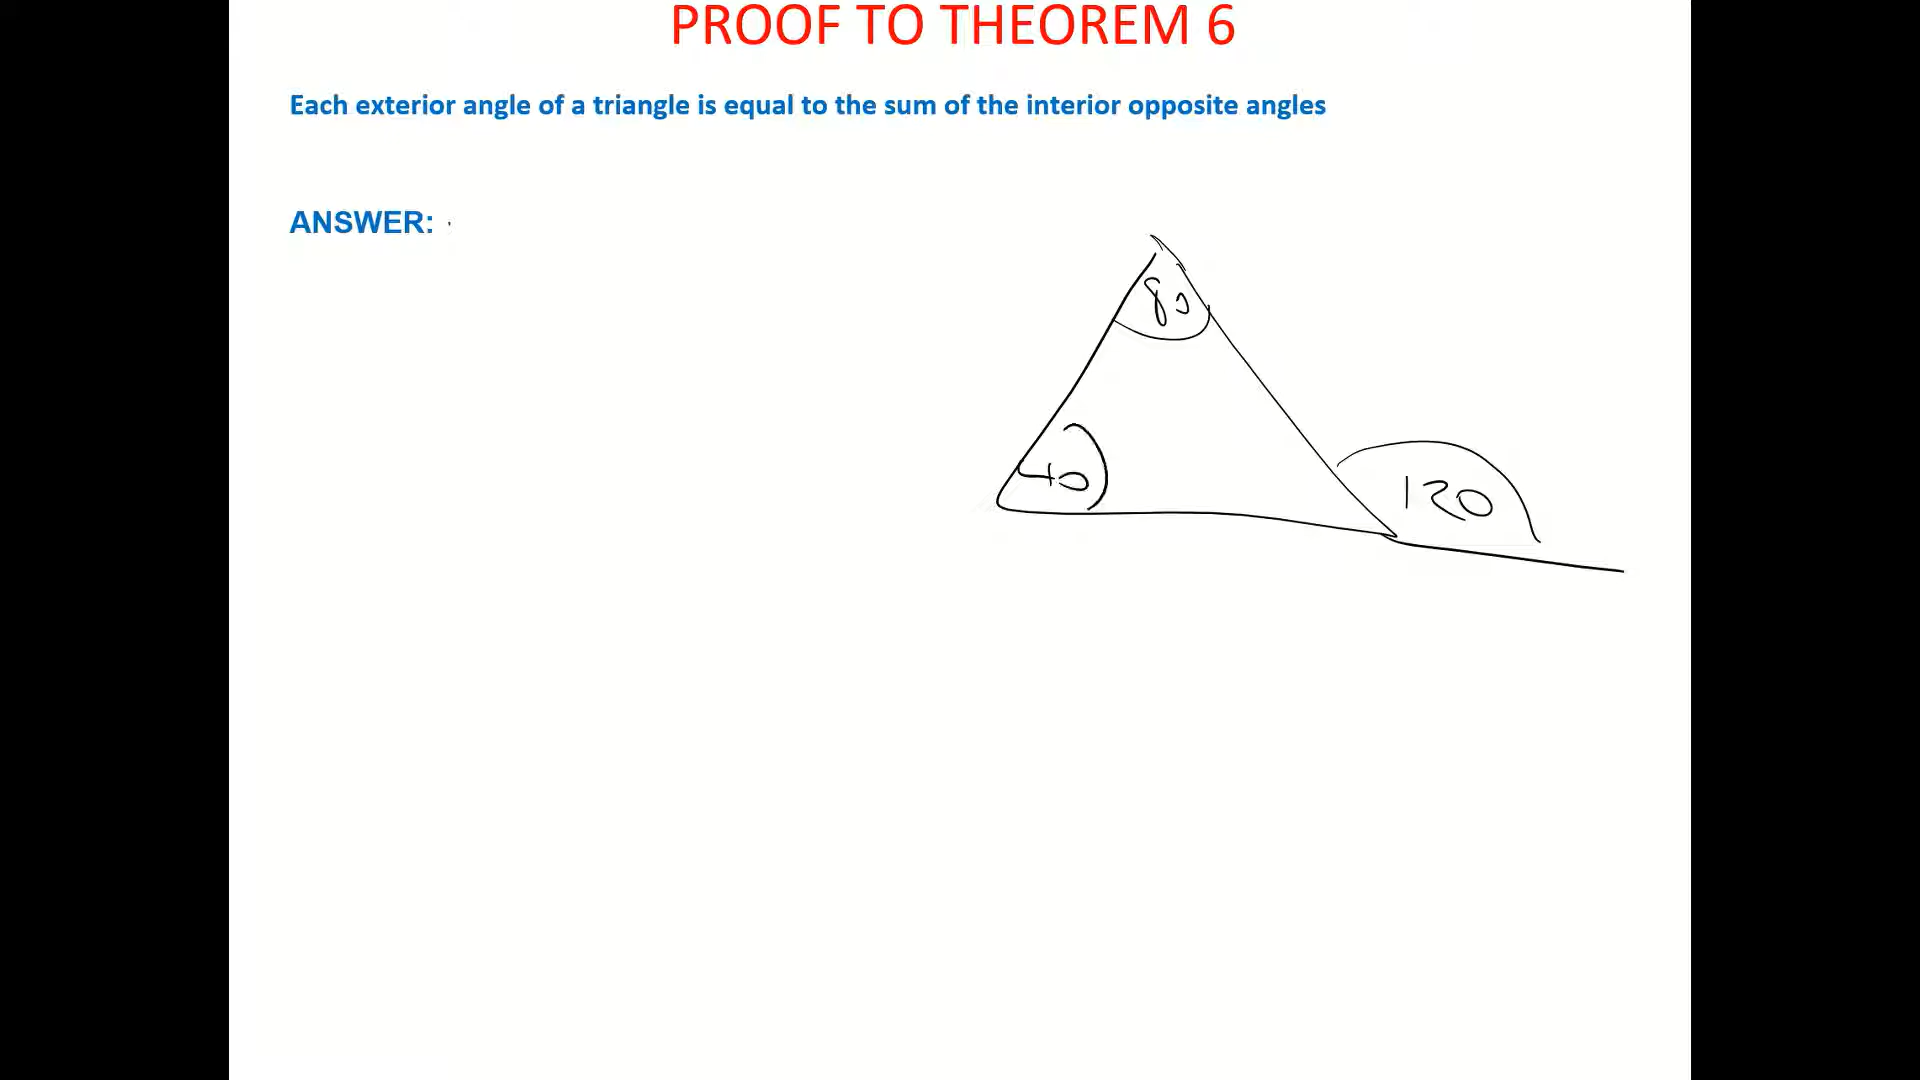 PROOF TO THEOREM 6
Each exterior angle of a triangle is equal to the sum of the interior opposite angles
ANSWER:
80
40
120